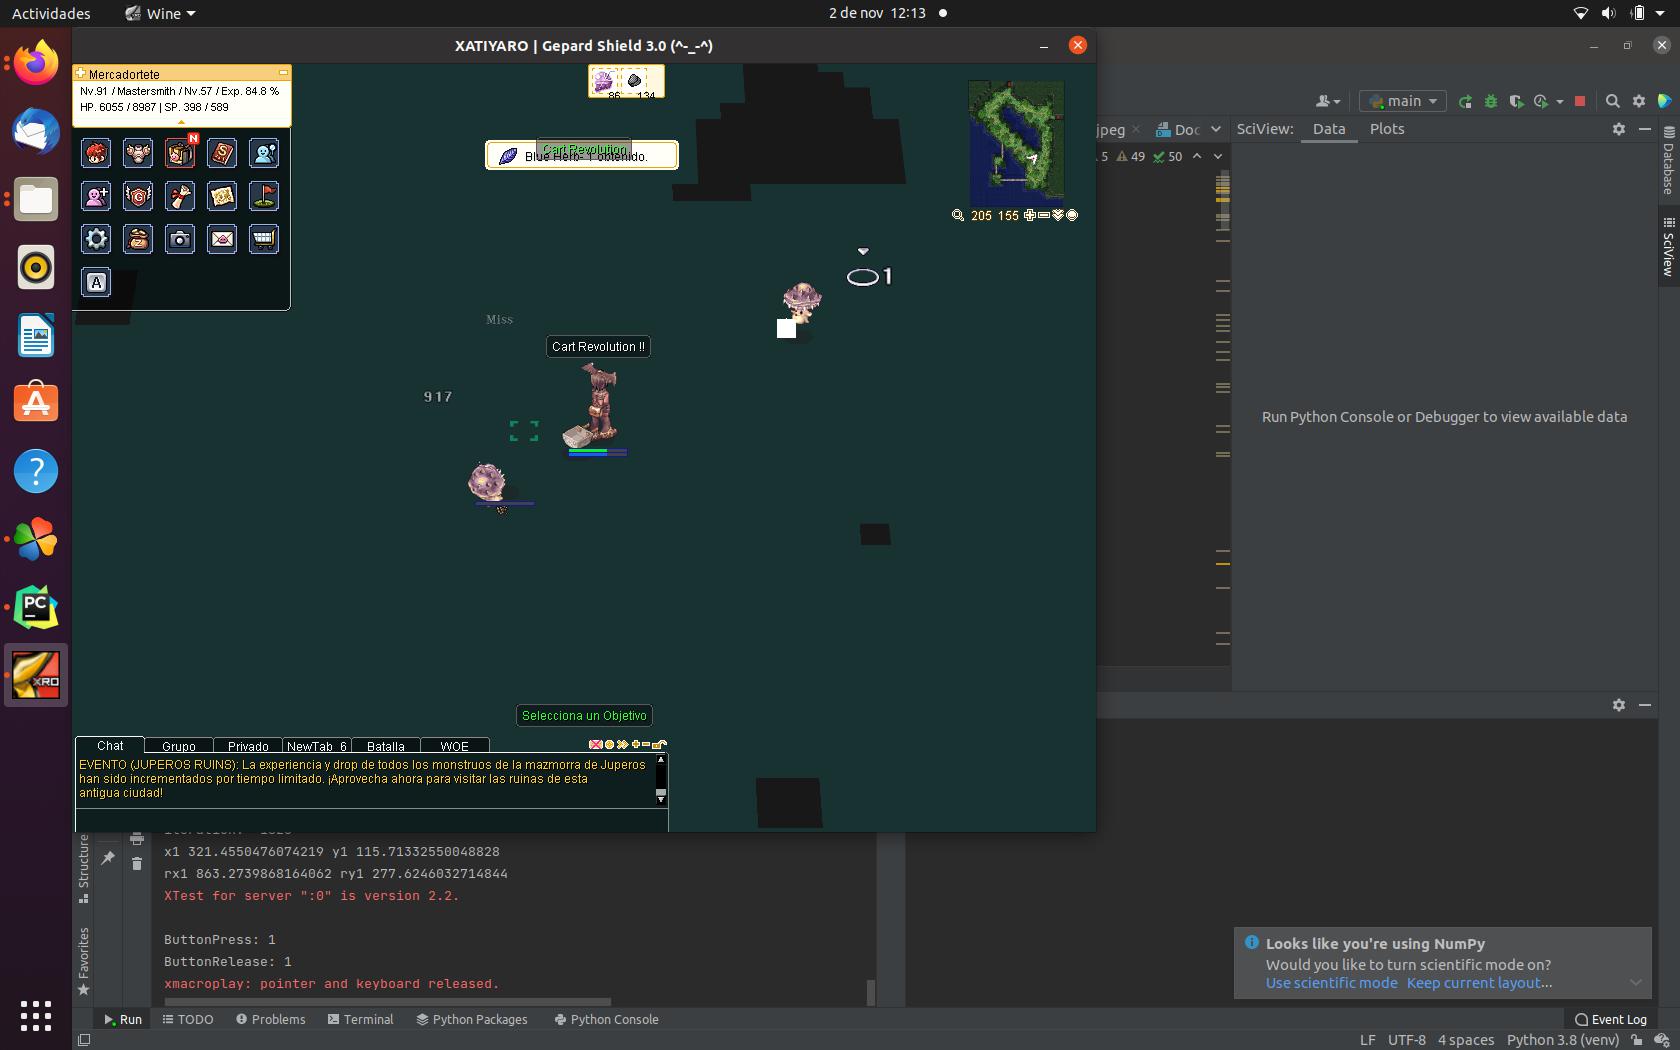 Actividades
Wine
2 de nov 12:13
XATIYARO | Gepard Shield 3.0 (^-_-^)
Mercadortete
Nv.91 / Mastersmith / Nv.57 / Exp. 84.8 %
HP. 6055 / 8987 | SP. 398 / 589
N
A
86 134
Cart Revolution
Blue Herb- 1 obtenido.
205 155
1
Miss
Cart Revolution !!
917
Selecciona un Objetivo
Chat Grupo Privado NewTab 6 Batalla WOE
EVENTO (JUPEROS RUINS): La experiencia y drop de todos los monstruos de la mazmorra de Juperos
han sido incrementados por tiempo limitado. ¡Aprovecha ahora para visitar las ruinas de esta
antigua ciudad!
main
jpeg
Doc
SciView: Data Plots
5 49 50
Database
SciView
Run Python Console or Debugger to view available data
PC
XRO
Structure
Favorites
x1 321.4550476074219 y1 115.71332550048828
rx1 863.2739868164062 ry1 277.6246032714844
XTest for server ":0" is version 2.2.
ButtonPress: 1
ButtonRelease: 1
xmacroplay: pointer and keyboard released.
Looks like you're using NumPy
Would you like to turn scientific mode on?
Use scientific mode Keep current layout...
Run TODO Problems Terminal Python Packages Python Console
Event Log
LF UTF-8 4 spaces Python 3.8 (venv)